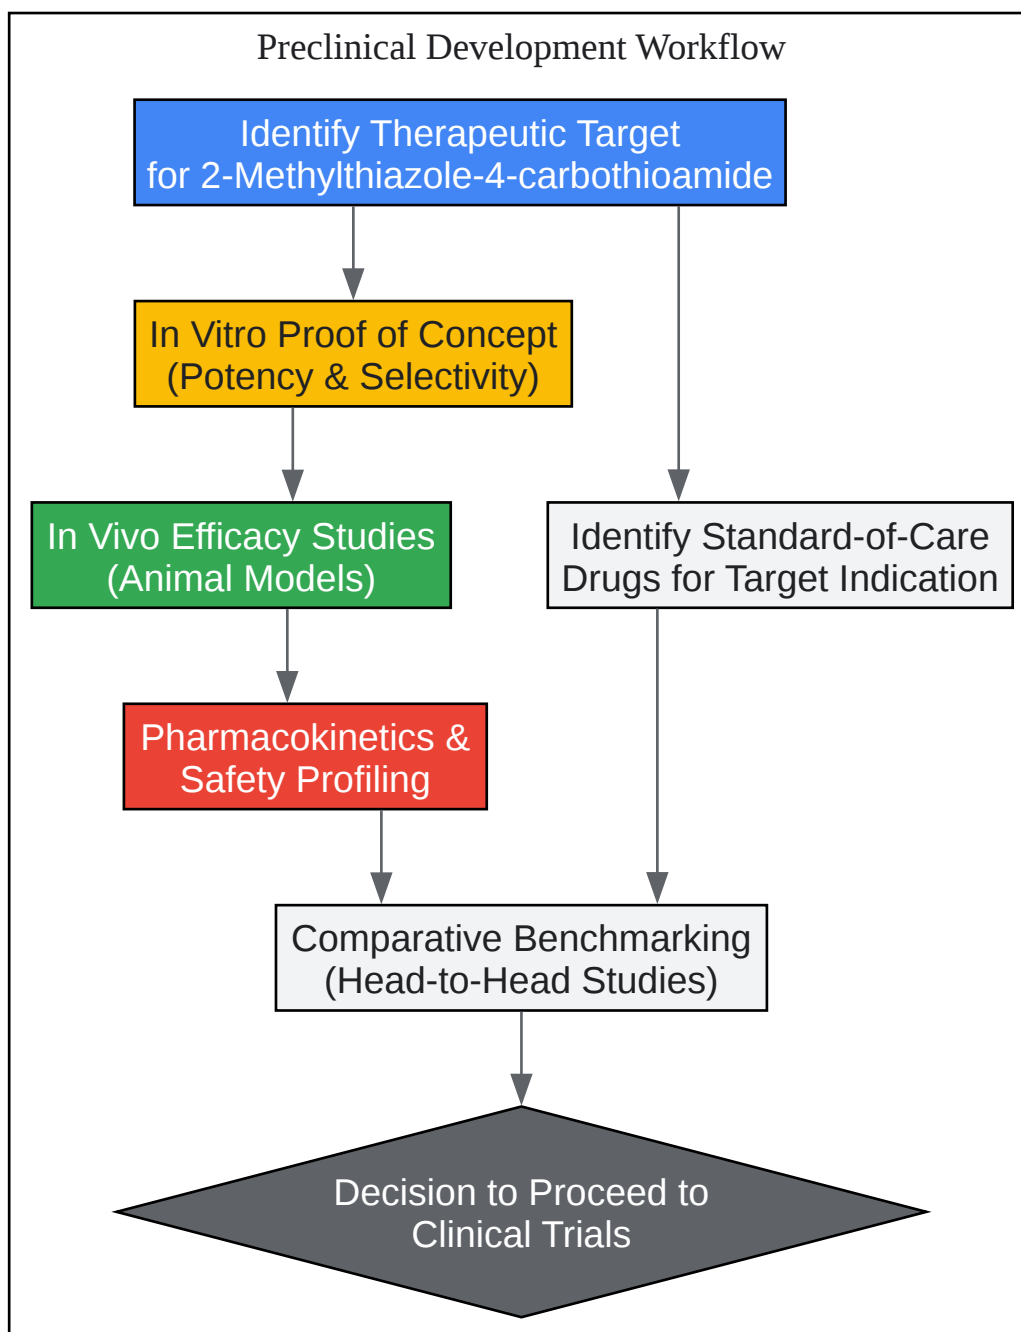 Preclinical Development Workflow
Identify Therapeutic Target
for 2-Methylthiazole-4-carbothioamide
In Vitro Proof of Concept
(Potency & Selectivity)
In Vivo Efficacy Studies
(Animal Models)
Identify Standard-of-Care
Drugs for Target Indication
Pharmacokinetics &
Safety Profiling
Comparative Benchmarking
(Head-to-Head Studies)
Decision to Proceed to
Clinical Trials